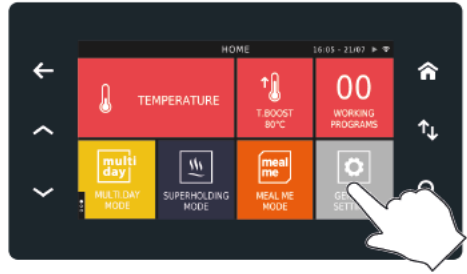 HOME
16:05 - 21/07
TEMPERATURE
T.BOOST
80°C
00
WORKING
PROGRAMS
multi
day
MULTI.DAY
MODE
SUPERHOLDING
MODE
meal
me
MEAL ME
MODE